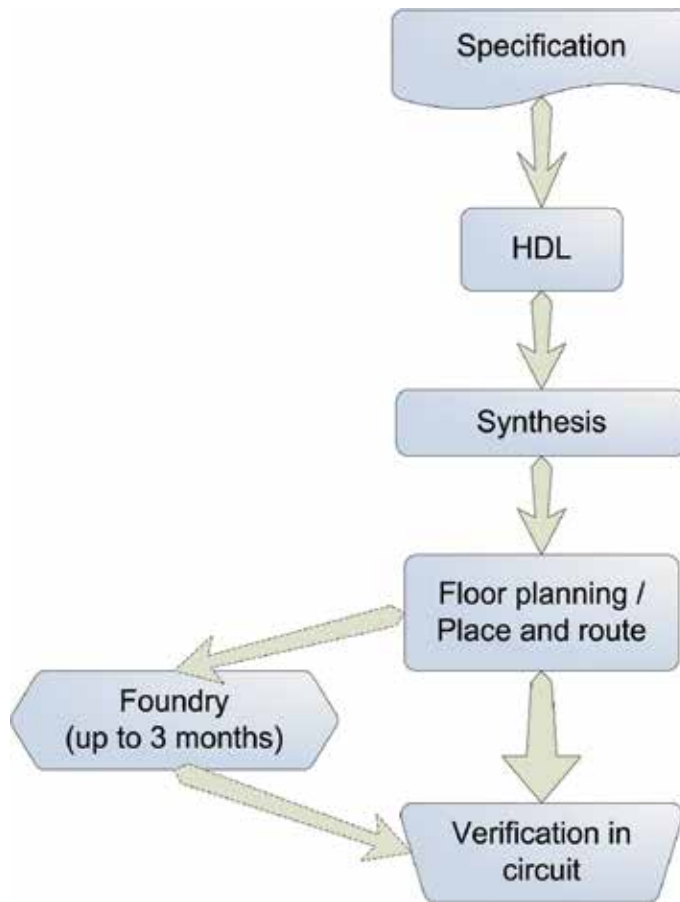 Specification
HDL
Synthesis
Floor planning /
Place and route
Foundry
(up to 3 months)
Verification in
circuit